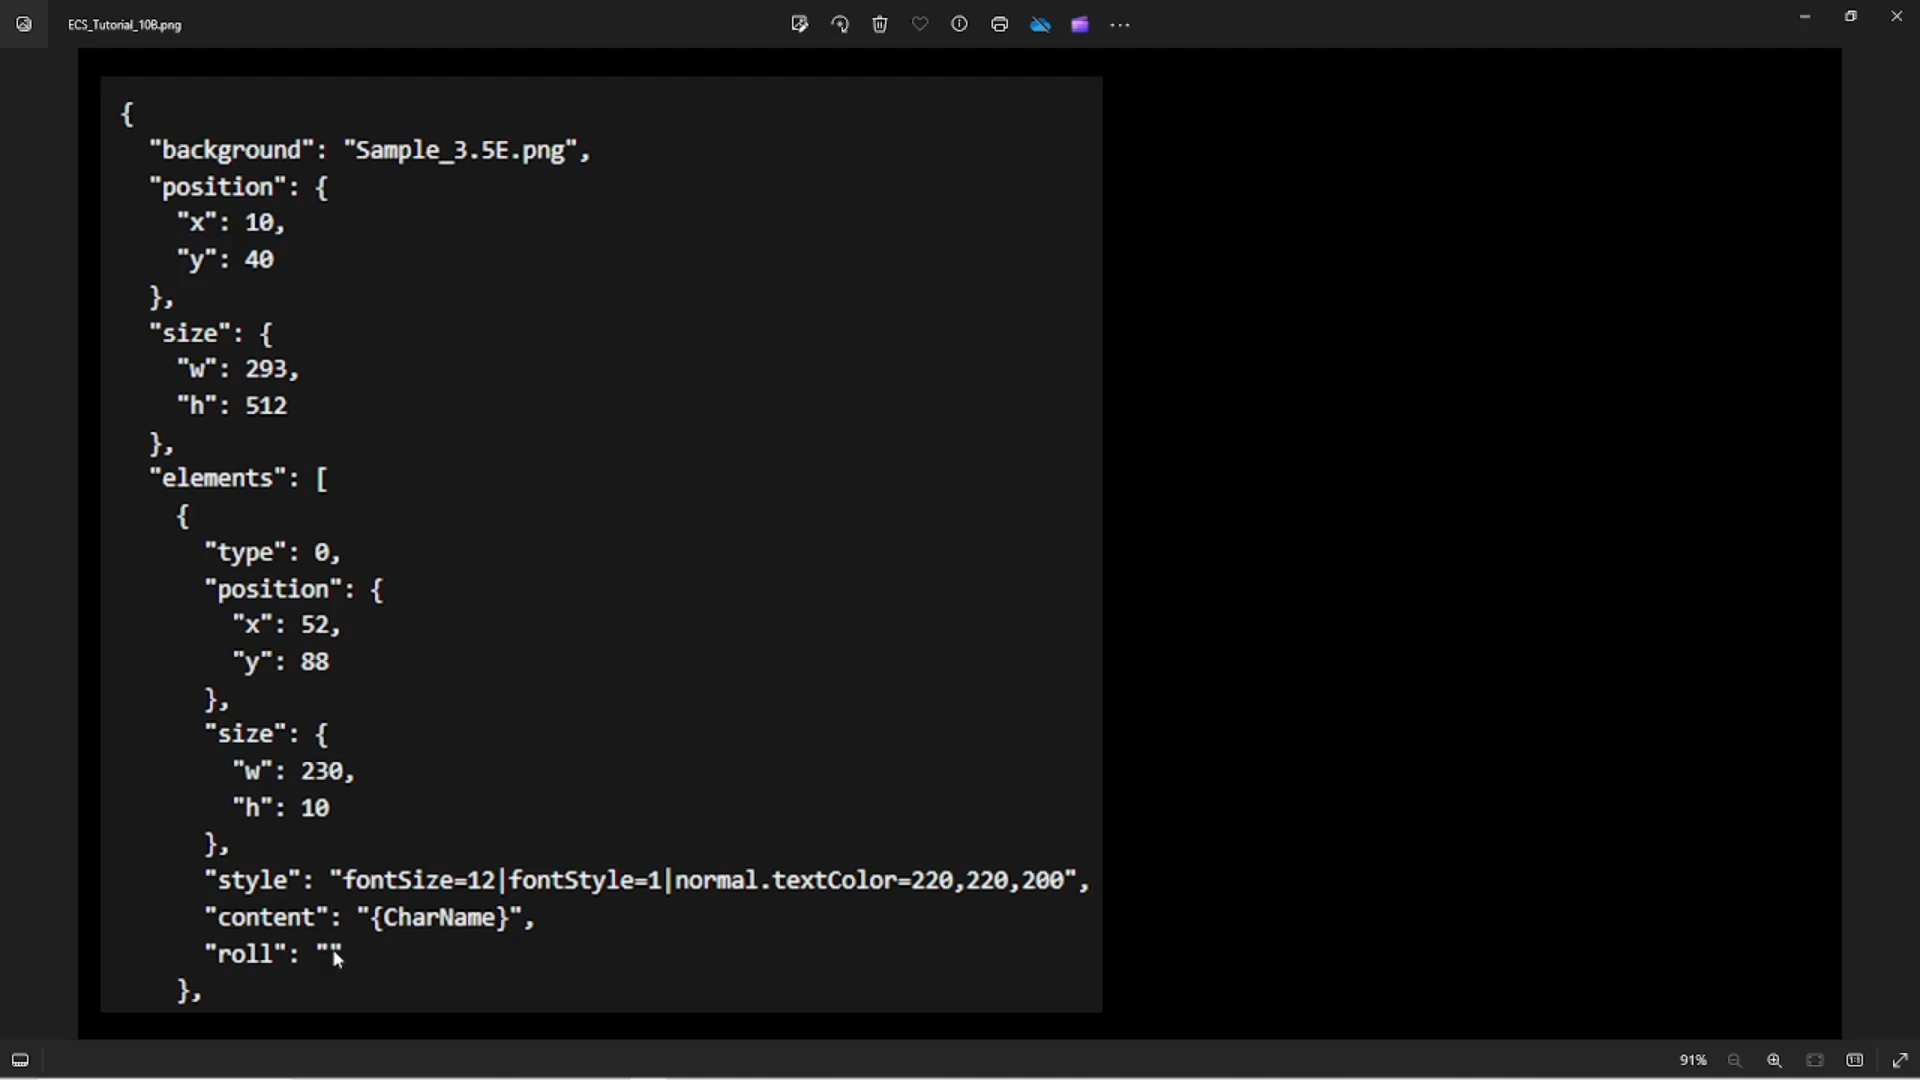 ECS_Tutorial_10B.png
{
"background": "Sample_3.5E.png",
"position": {
"x": 10,
"y": 40
},
"size": {
"w": 293,
"h": 512
},
"elements": [
{
"type": 0,
"position": {
"x": 52,
"y": 88
},
"size": {
"w": 230,
"h": 10
},
"style": "fontSize=12|fontStyle=1|normal.textColor=220,220,200",
"content": "{CharName}",
"roll": ""
},
91%